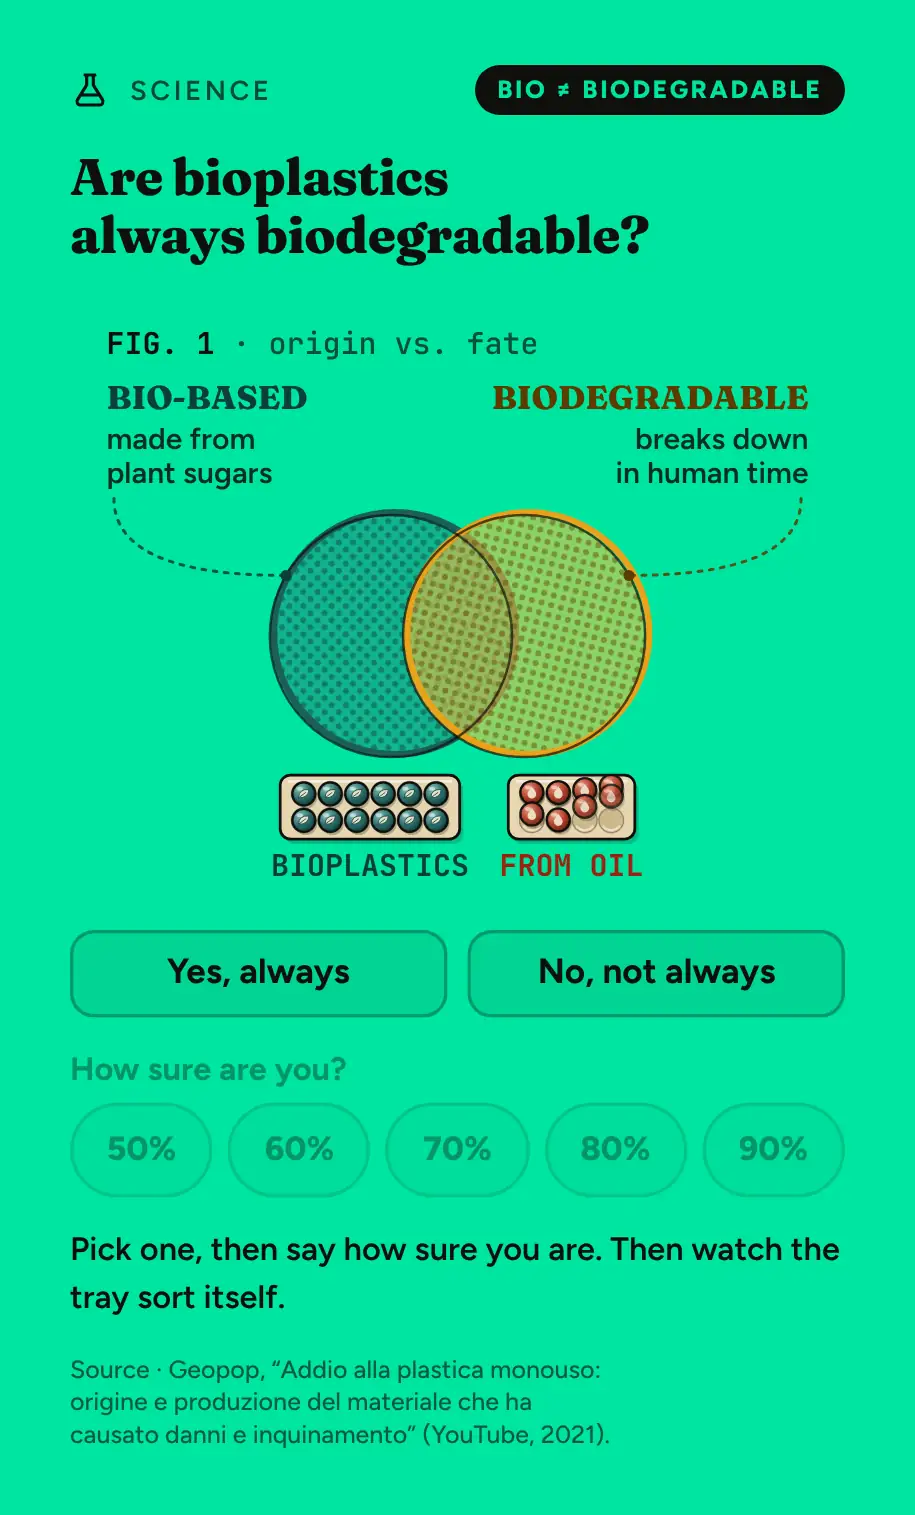 SCIENCE
BIO ≠ BIODEGRADABLE
Are bioplastics
always biodegradable?
FIG. 1 · origin vs. fate
BIO-BASED
made from
plant sugars
BIODEGRADABLE
breaks down
in human time
BIOPLASTICS
FROM OIL
Yes, always
No, not always
How sure are you?
50%
60%
70%
80%
90%
Pick one, then say how sure you are. Then watch the
tray sort itself.
Source · Geopop, “Addio alla plastica monouso:
origine e produzione del materiale che ha
causato danni e inquinamento” (YouTube, 2021).